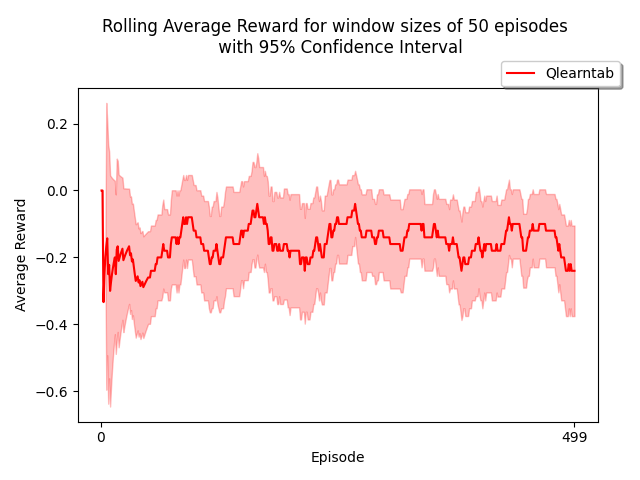 Rolling Average Reward for window sizes of 50 episodes
with 95% Confidence Interval
Qlearntab
0.2
0.0
−0.2
−0.4
−0.6
Average Reward
0
499
Episode